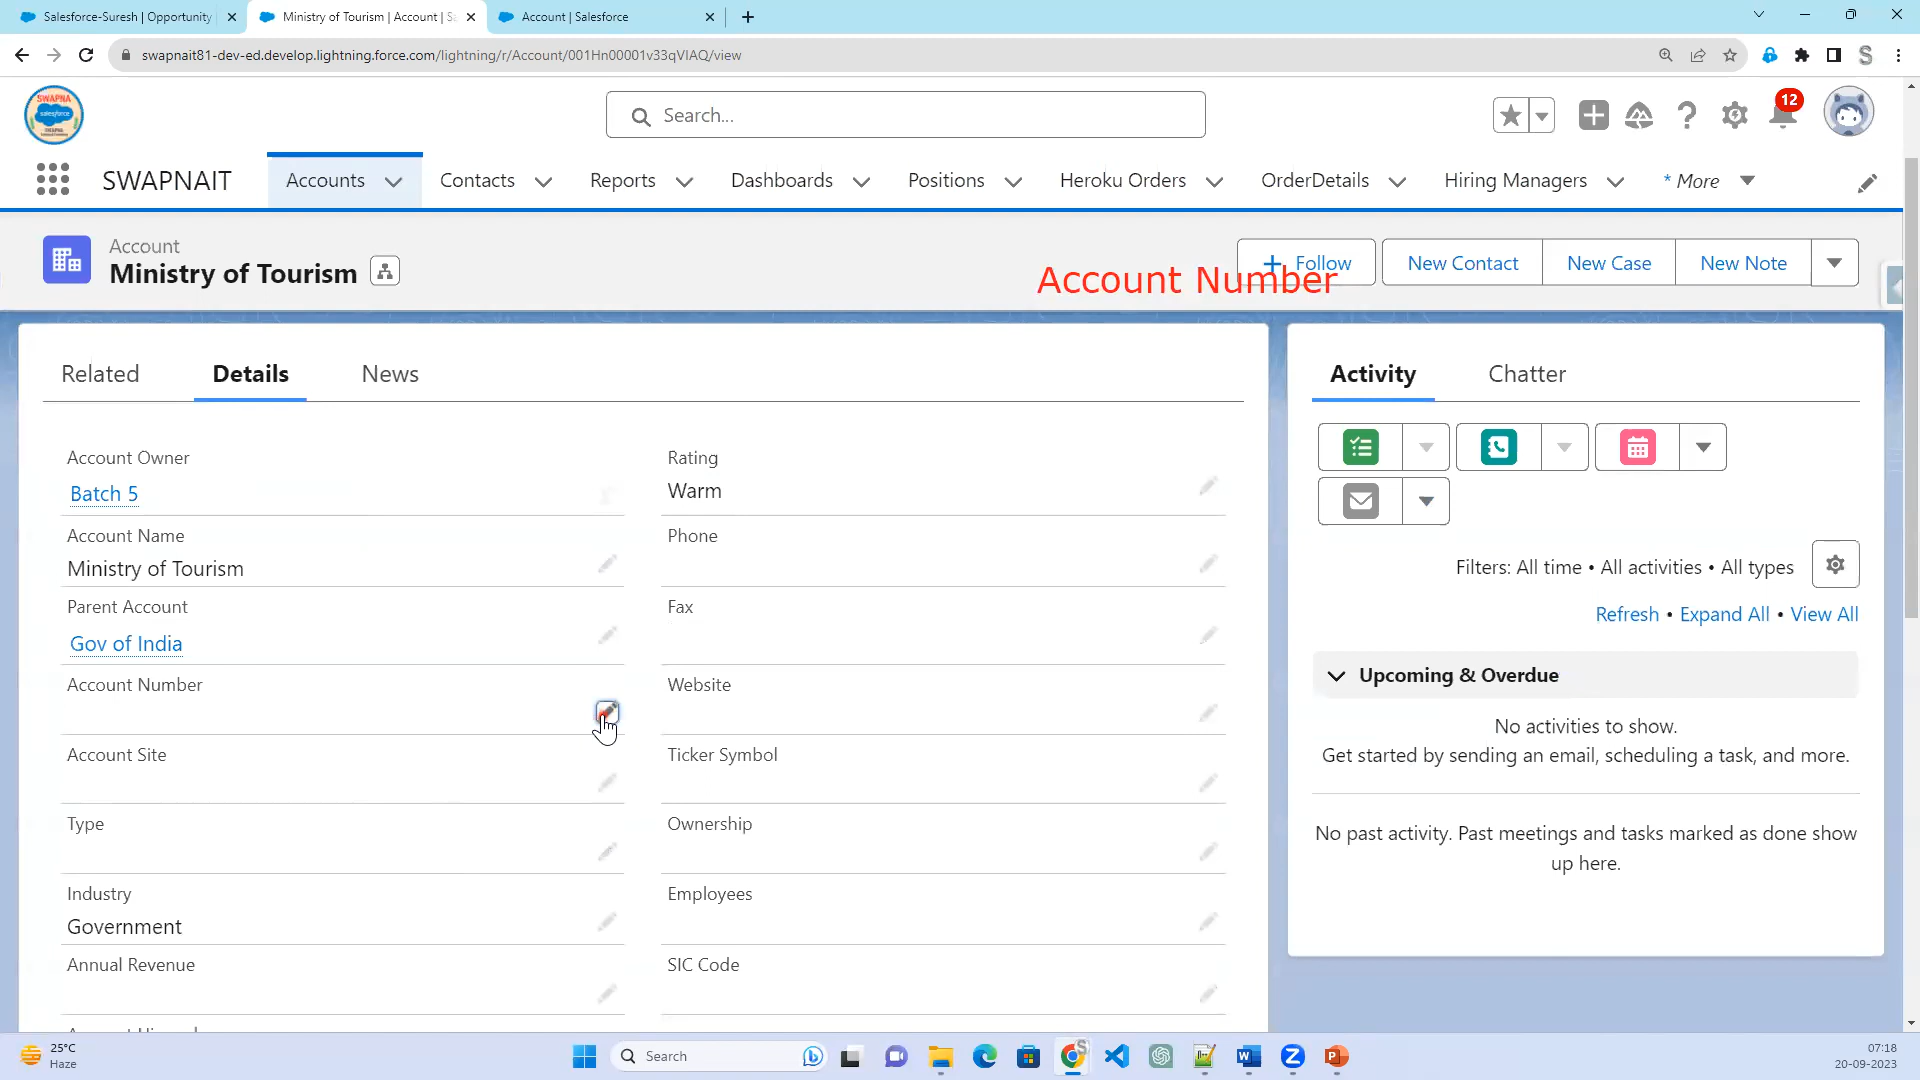 Salesforce-Suresh | Opportunity
Ministry of Tourism | Account | Sa
Account | Salesforce
swapnait81-dev-ed.develop.lightning.force.com/lightning/r/Account/001Hn00001v33qVIAQ/view
S
SWAPNA
salesforce
Search...
12
SWAPNAIT
Accounts
Contacts
Reports
Dashboards
Positions
Heroku Orders
OrderDetails
Hiring Managers
* More
Account
Ministry of Tourism
Account Number
Follow
New Contact
New Case
New Note
Related
Details
News
Account Owner
Batch 5
Rating
Warm
Account Name
Ministry of Tourism
Phone
Parent Account
Gov of India
Fax
Account Number
Website
Account Site
Ticker Symbol
Type
Ownership
Industry
Government
Employees
Annual Revenue
SIC Code
Activity
Chatter
Filters: All time • All activities • All types
Refresh • Expand All • View All
Upcoming & Overdue
No activities to show.
Get started by sending an email, scheduling a task, and more.
No past activity. Past meetings and tasks marked as done show
up here.
25°C
Haze
Search
07:18
20-09-2023